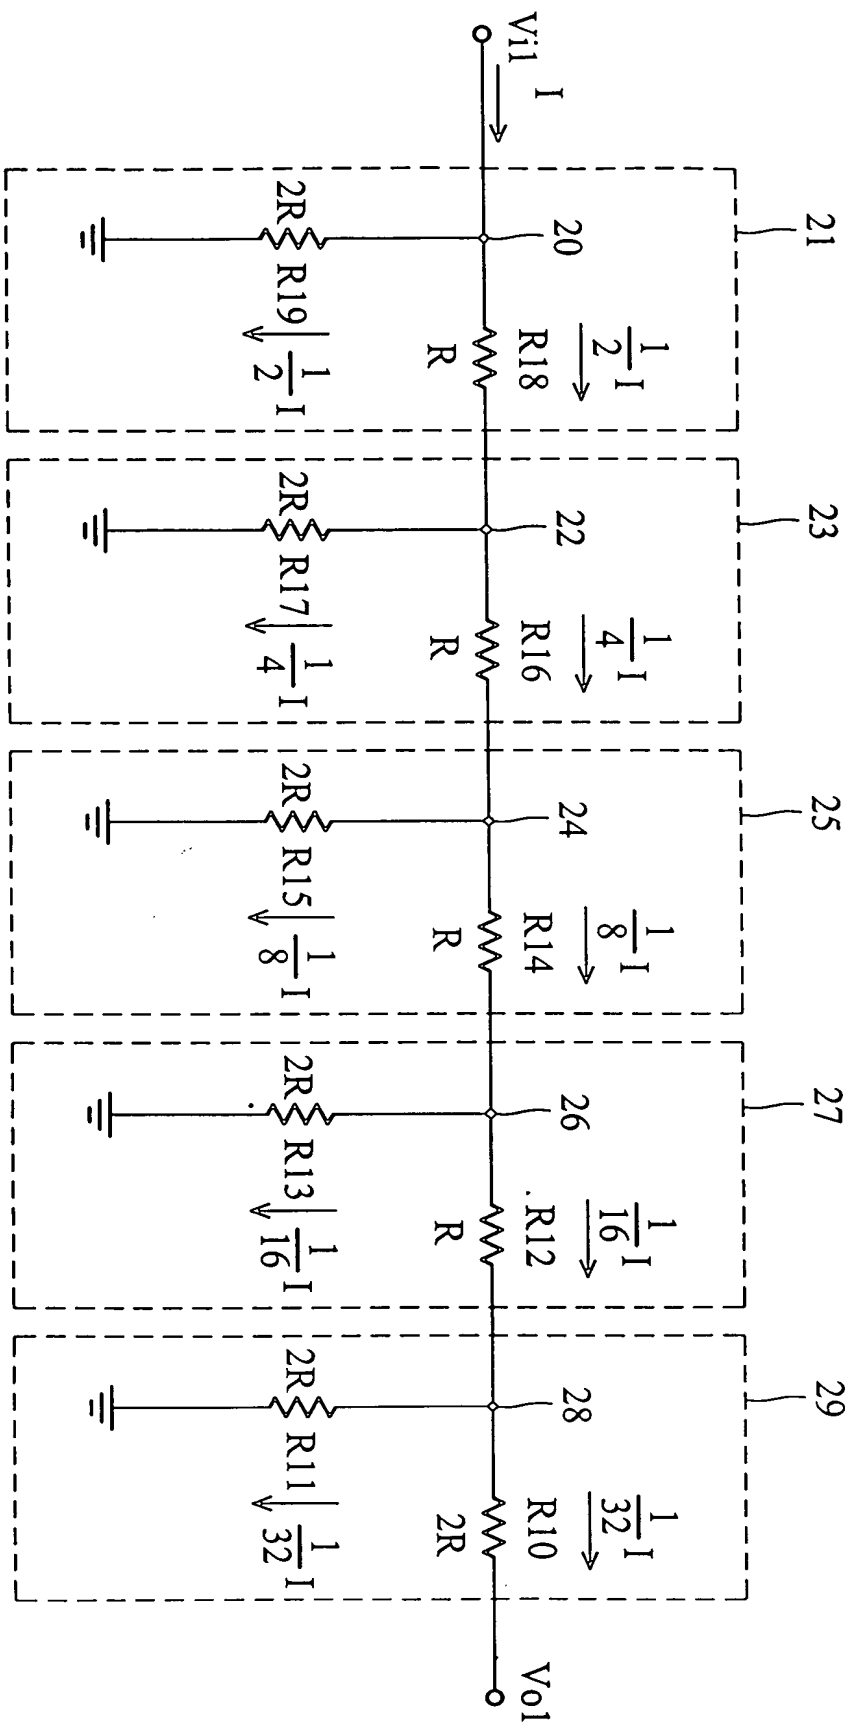 21
23
25
27
29
1/2 I
1/4 I
1/8 I
1/16 I
1/32 I
Vi1
I
20
R18
22
R16
24
R14
26
R12
28
R10
Vo1
R
R
R
R
2R
2R
R19
1/2 I
2R
R17
1/4 I
2R
R15
1/8 I
2R
R13
1/16 I
2R
R11
1/32 I